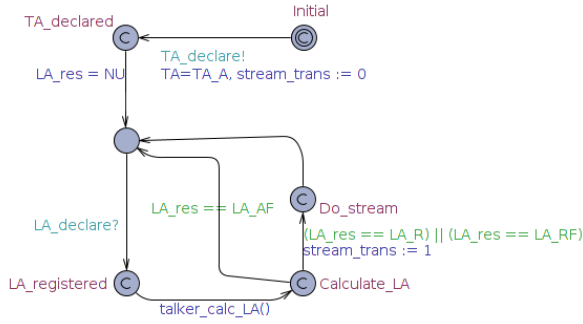 Initial
TA_declared
C
TA_declare!
LA_res = NU
TA=TA_A, stream_trans := 0
LA_res == LA_AF
C
Do_stream
LA_declare?
(LA_res == LA_R) || (LA_res == LA_RF)
stream_trans := 1
LA_registered
C
C
Calculate_LA
talker_calc_LA()